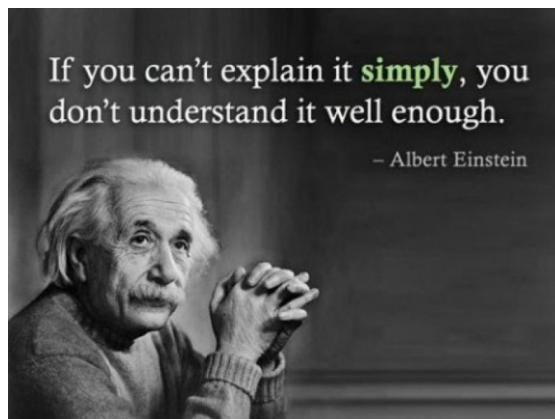 If you can’t explain it simply, you
don’t understand it well enough.
– Albert Einstein